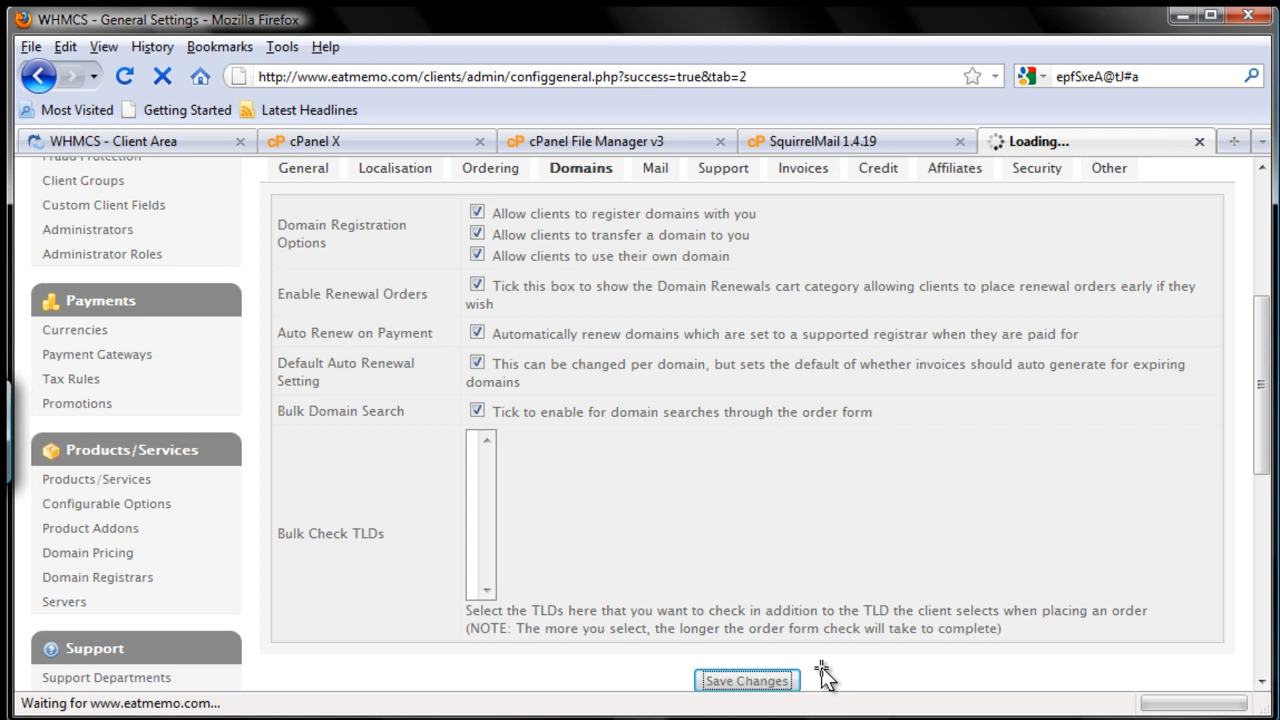 WHMCS - General Settings - Mozilla Firefox
File Edit View History Bookmarks Tools Help
http://www.eatmemo.com/clients/admin/configgeneral.php?success=true&tab=2
epfSxeA@tJ#a
Most Visited Getting Started Latest Headlines
WHMCS - Client Area cPanel X cPanel File Manager v3 SquirrelMail 1.4.19 Loading...
Fraud Protection
Client Groups
Custom Client Fields
Administrators
Administrator Roles
Payments
Currencies
Payment Gateways
Tax Rules
Promotions
Products/Services
Products/Services
Configurable Options
Product Addons
Domain Pricing
Domain Registrars
Servers
Support
Support Departments
General Localisation Ordering Domains Mail Support Invoices Credit Affiliates Security Other
Domain Registration
Options
Allow clients to register domains with you
Allow clients to transfer a domain to you
Allow clients to use their own domain
Enable Renewal Orders
Tick this box to show the Domain Renewals cart category allowing clients to place renewal orders early if they
wish
Auto Renew on Payment
Automatically renew domains which are set to a supported registrar when they are paid for
Default Auto Renewal
Setting
This can be changed per domain, but sets the default of whether invoices should auto generate for expiring
domains
Bulk Domain Search
Tick to enable for domain searches through the order form
Bulk Check TLDs
Select the TLDs here that you want to check in addition to the TLD the client selects when placing an order
(NOTE: The more you select, the longer the order form check will take to complete)
Save Changes
Waiting for www.eatmemo.com...